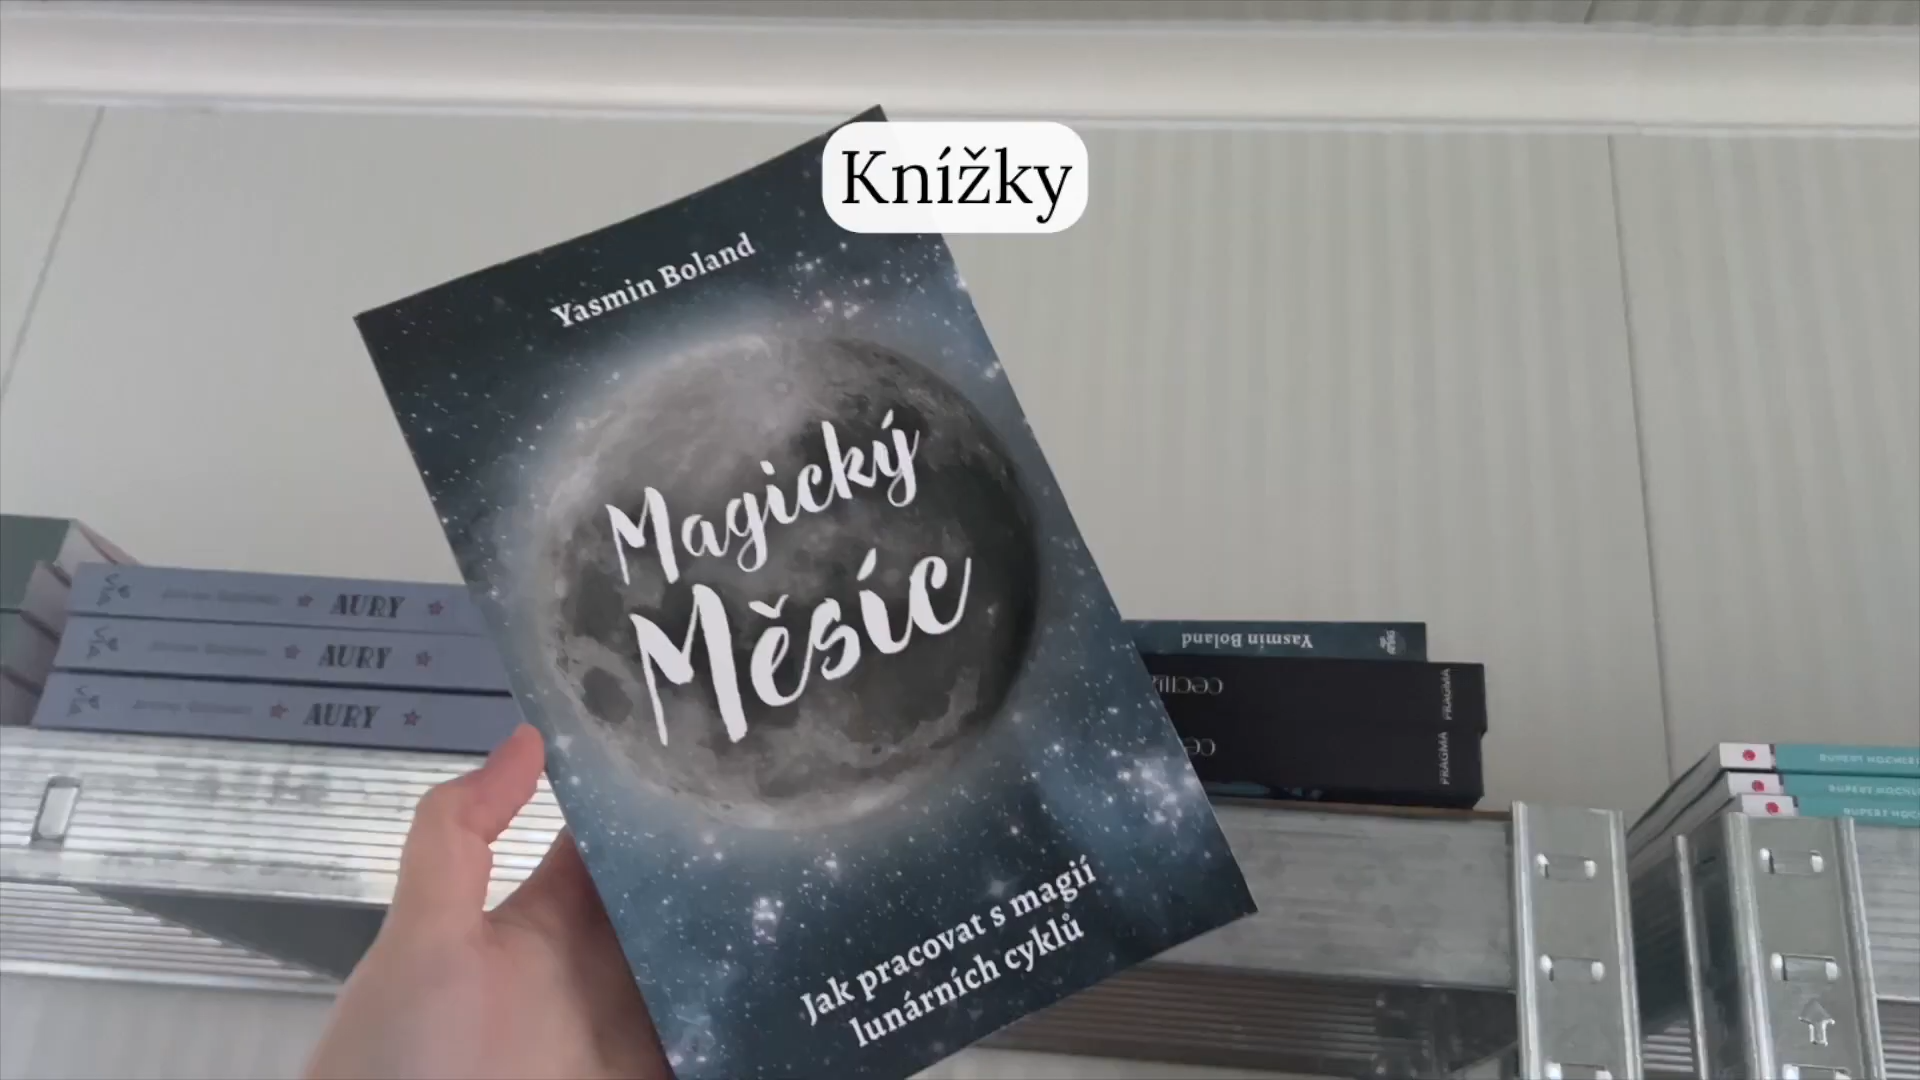 Knížky
Yasmin Boland
Magický
Měsíc
Jak pracovat s magií
lunárních cyklů
AURY
AURY
AURY
Yasmin Boland
PRAGMA
PRAGMA